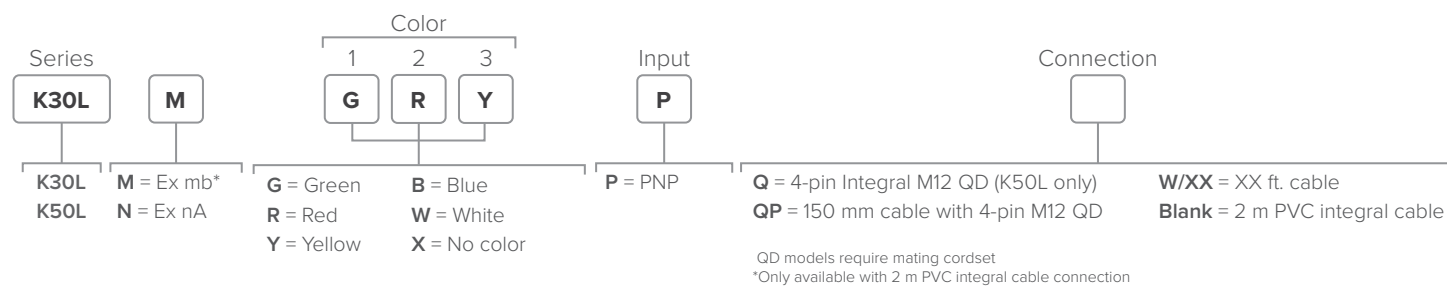 Color
Series 1 2 3 Input Connection
K30L M G R Y P
K30L M = Ex mb* G = Green B = Blue P = PNP Q = 4-pin Integral M12 QD (K50L only) W/XX = XX ft. cable
K50L N = Ex nA R = Red W = White QP = 150 mm cable with 4-pin M12 QD Blank = 2 m PVC integral cable
Y = Yellow X = No color
QD models require mating cordset
*Only available with 2 m PVC integral cable connection